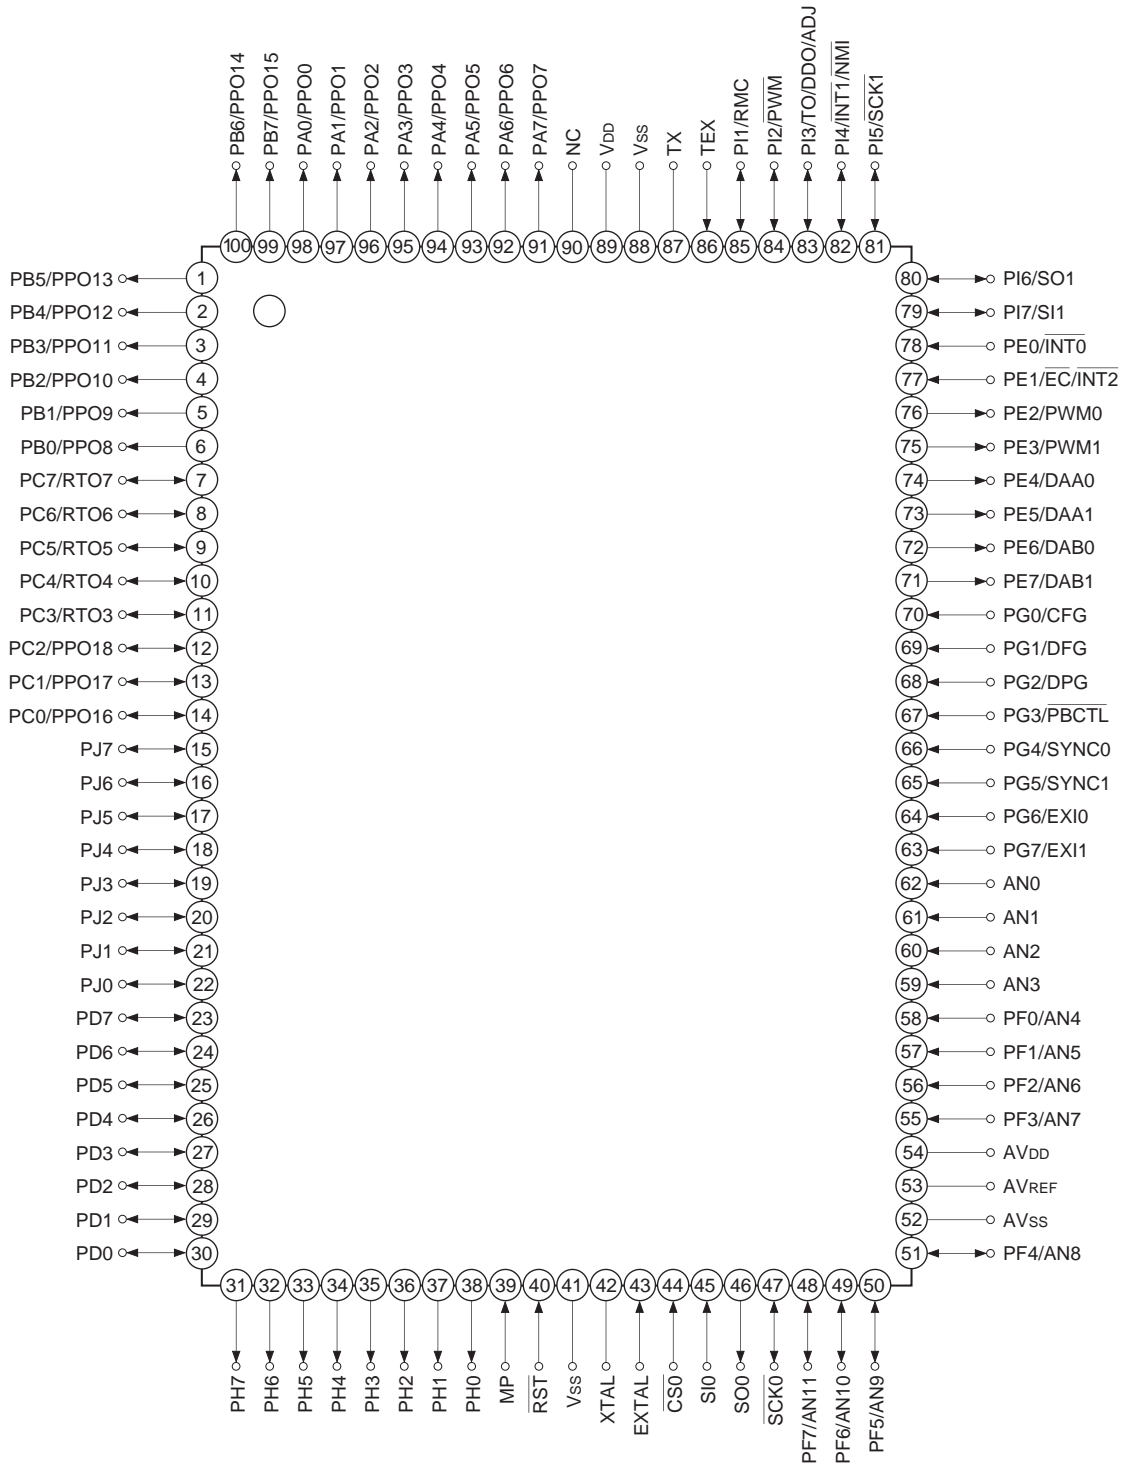 PB6/PPO14
PB7/PPO15
PA0/PPO0
PA1/PPO1
PA2/PPO2
PA3/PPO3
PA4/PPO4
PA5/PPO5
PA6/PPO6
PA7/PPO7
NC
VDD
VSS
TX
TEX
PI1/RMC
PI2/PWM
PI3/TO/DDO/ADJ
PI4/INT1/NMI
PI5/SCK1
100 99 98 97 96 95 94 93 92 91 90 89 88 87 86 85 84 83 82 81
PB5/PPO13 1
PB4/PPO12 2
PB3/PPO11 3
PB2/PPO10 4
PB1/PPO9 5
PB0/PPO8 6
PC7/RTO7 7
PC6/RTO6 8
PC5/RTO5 9
PC4/RTO4 10
PC3/RTO3 11
PC2/PPO18 12
PC1/PPO17 13
PC0/PPO16 14
PJ7 15
PJ6 16
PJ5 17
PJ4 18
PJ3 19
PJ2 20
PJ1 21
PJ0 22
PD7 23
PD6 24
PD5 25
PD4 26
PD3 27
PD2 28
PD1 29
PD0 30
80 PI6/SO1
79 PI7/SI1
78 PE0/INT0
77 PE1/EC/INT2
76 PE2/PWM0
75 PE3/PWM1
74 PE4/DAA0
73 PE5/DAA1
72 PE6/DAB0
71 PE7/DAB1
70 PG0/CFG
69 PG1/DFG
68 PG2/DPG
67 PG3/PBCTL
66 PG4/SYNC0
65 PG5/SYNC1
64 PG6/EXI0
63 PG7/EXI1
62 AN0
61 AN1
60 AN2
59 AN3
58 PF0/AN4
57 PF1/AN5
56 PF2/AN6
55 PF3/AN7
54 AVDD
53 AVREF
52 AVSS
51 PF4/AN8
31 32 33 34 35 36 37 38 39 40 41 42 43 44 45 46 47 48 49 50
PH7
PH6
PH5
PH4
PH3
PH2
PH1
PH0
MP
RST
VSS
XTAL
EXTAL
CS0
SI0
SO0
SCK0
PF7/AN11
PF6/AN10
PF5/AN9